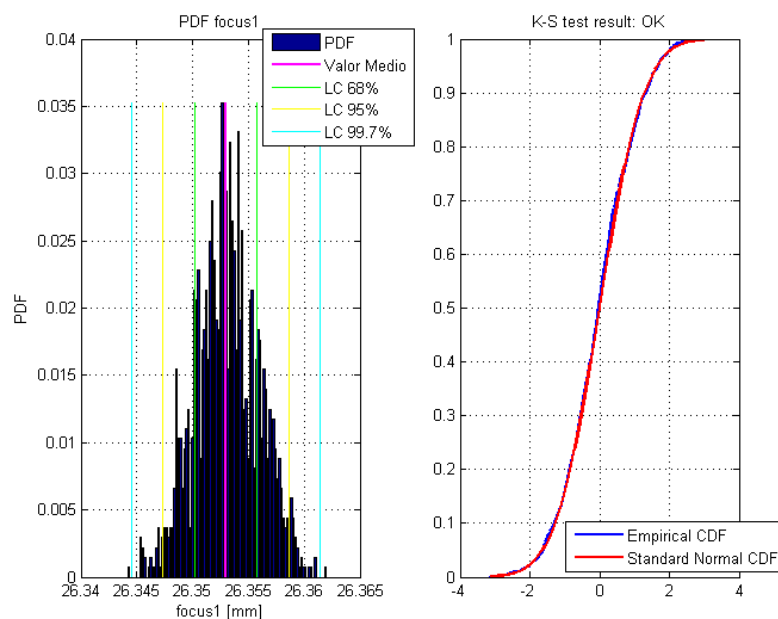 PDF focus1
0.04
0.035
0.03
0.025
0.02
0.015
0.01
0.005
0
PDF
26.34
26.345
26.35
26.355
26.36
26.365
focus1 [mm]
PDF
Valor Medio
LC 68%
LC 95%
LC 99.7%
K-S test result: OK
1
0.9
0.8
0.7
0.6
0.5
0.4
0.3
0.2
0.1
0
-4
-2
0
2
4
Empirical CDF
Standard Normal CDF